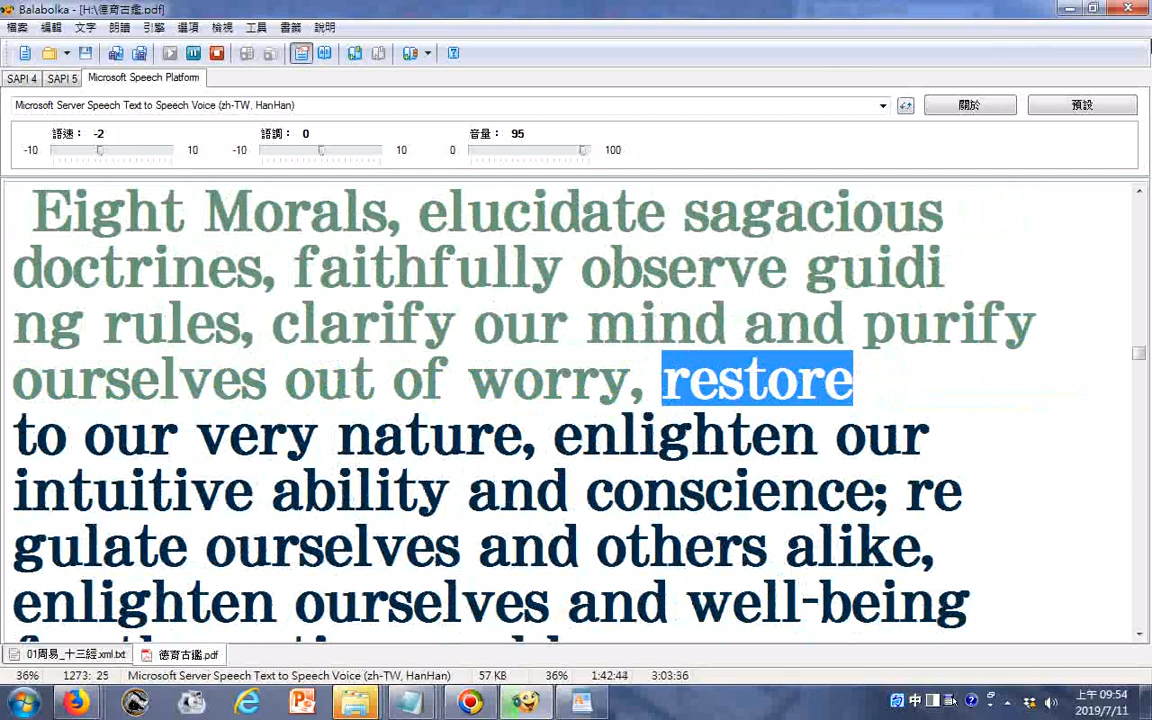 Balabolka - [H:\德育古鑑.pdf]
檔案 編輯 文字 朗讀 引擎 選項 檢視 工具 書籤 說明
SAPI 4 SAPI 5 Microsoft Speech Platform
Microsoft Server Speech Text to Speech Voice (zh-TW, HanHan) 關於 預設
語速： -2 語調： 0 音量： 95
-10 10 -10 10 0 100
Eight Morals, elucidate sagacious
doctrines, faithfully observe guidi
ng rules, clarify our mind and purify
ourselves out of worry, restore
to our very nature, enlighten our
intuitive ability and conscience; re
gulate ourselves and others alike,
enlighten ourselves and well-being
01周易_十三經.xml.txt 德育古鑑.pdf
36% 1273: 25 Microsoft Server Speech Text to Speech Voice (zh-TW, HanHan) 57 KB 36% 1:42:44 3:03:36
中 上午 09:54
2019/7/11